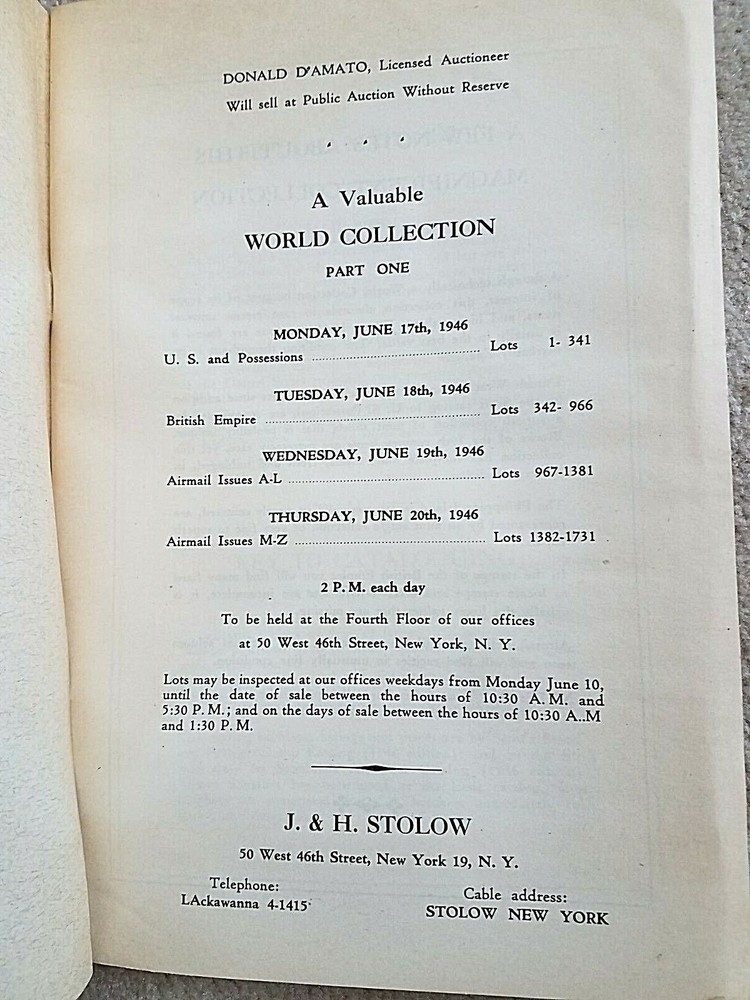 DONALD D'AMATO, Licensed Auctioneer
Will sell at Public Auction Without Reserve
A Valuable
WORLD COLLECTION
PART ONE
MONDAY, JUNE 17th, 1946
U. S. and Possessions ........................................ Lots 1- 341
TUESDAY, JUNE 18th, 1946
British Empire ........................................ Lots 342- 966
WEDNESDAY, JUNE 19th, 1946
Airmail Issues A-L ........................................ Lots 967-1381
THURSDAY, JUNE 20th, 1946
Airmail Issues M-Z ........................................ Lots 1382-1731
2 P.M. each day
To be held at the Fourth Floor of our offices
at 50 West 46th Street, New York, N. Y.
Lots may be inspected at our offices weekdays from Monday June 10,
until the date of sale between the hours of 10:30 A. M. and
5:30 P. M.; and on the days of sale between the hours of 10:30 A..M
and 1:30 P. M.
J. & H. STOLOW
50 West 46th Street, New York 19, N. Y.
Telephone:
LAckawanna 4-1415
Cable address:
STOLOW NEW YORK